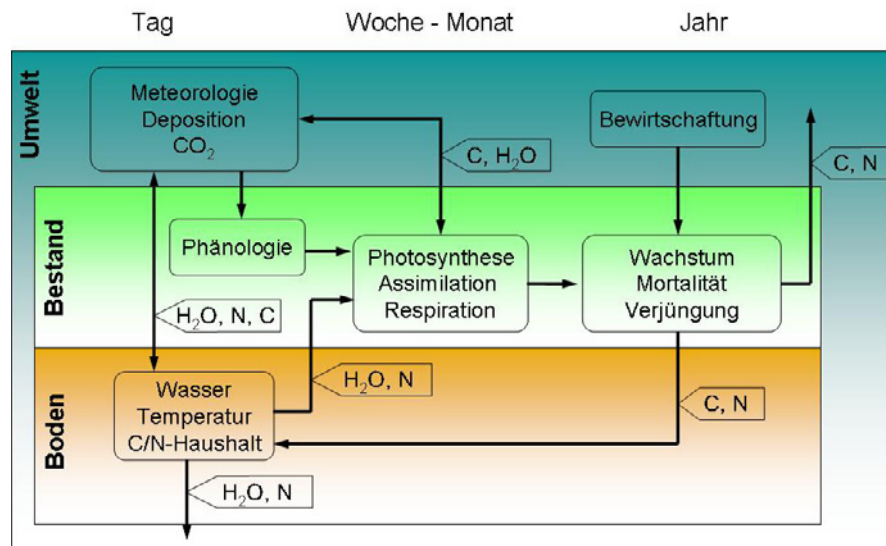 Tag
Woche - Monat
Jahr
Umwelt
Meteorologie
Deposition
CO₂
Bewirtschaftung
C, H₂O
C, N
Bestand
Phänologie
Photosynthese
Assimilation
Respiration
Wachstum
Mortalität
Verjüngung
H₂O, N, C
Boden
Wasser
Temperatur
C/N-Haushalt
H₂O, N
C, N
H₂O, N